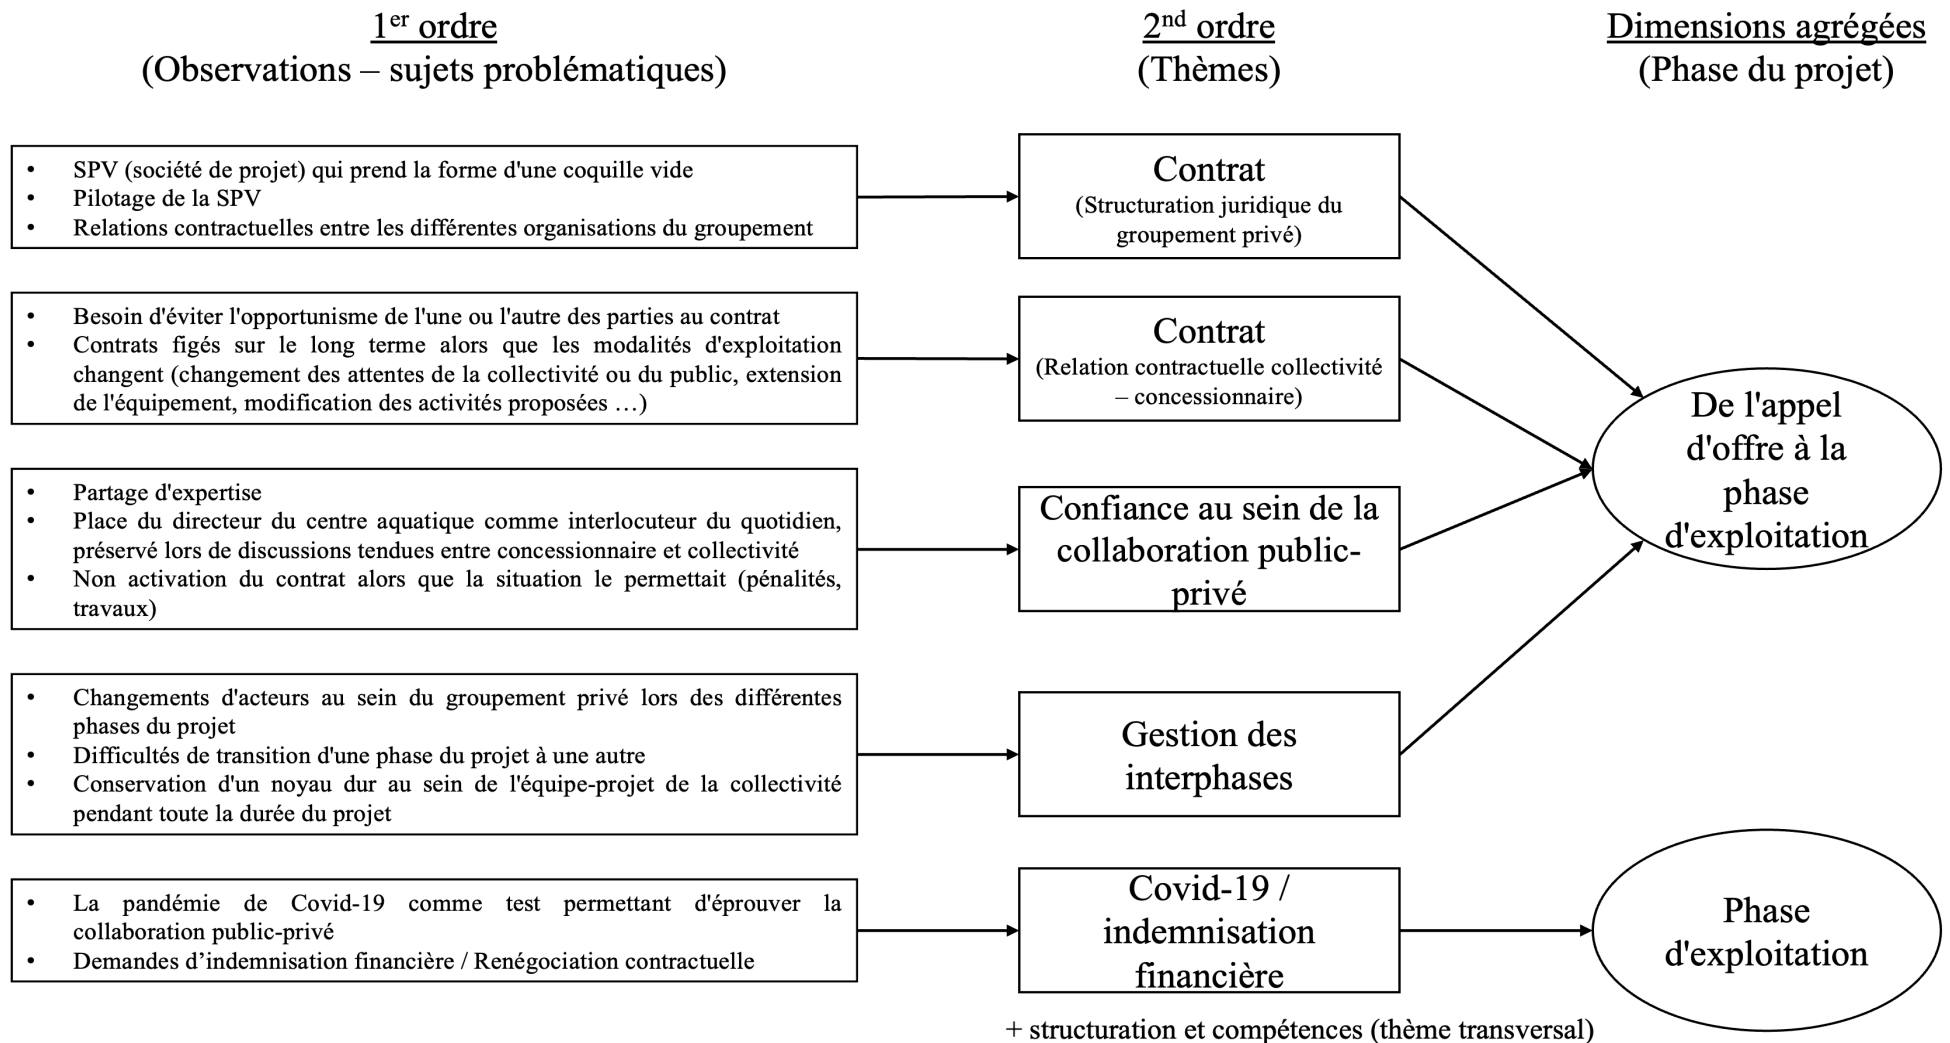 1er ordre
(Observations – sujets problématiques)
2nd ordre
(Thèmes)
Dimensions agrégées
(Phase du projet)
• SPV (société de projet) qui prend la forme d'une coquille vide
• Pilotage de la SPV
• Relations contractuelles entre les différentes organisations du groupement
Contrat
(Structuration juridique du
groupement privé)
• Besoin d'éviter l'opportunisme de l'une ou l'autre des parties au contrat
• Contrats figés sur le long terme alors que les modalités d'exploitation
changent (changement des attentes de la collectivité ou du public, extension
de l'équipement, modification des activités proposées …)
Contrat
(Relation contractuelle collectivité
– concessionnaire)
• Partage d'expertise
• Place du directeur du centre aquatique comme interlocuteur du quotidien,
préservé lors de discussions tendues entre concessionnaire et collectivité
• Non activation du contrat alors que la situation le permettait (pénalités,
travaux)
Confiance au sein de la
collaboration public-
privé
• Changements d'acteurs au sein du groupement privé lors des différentes
phases du projet
• Difficultés de transition d'une phase du projet à une autre
• Conservation d'un noyau dur au sein de l'équipe-projet de la collectivité
pendant toute la durée du projet
Gestion des
interphases
De l'appel
d'offre à la
phase
d'exploitation
• La pandémie de Covid-19 comme test permettant d'éprouver la
collaboration public-privé
• Demandes d’indemnisation financière / Renégociation contractuelle
Covid-19 /
indemnisation
financière
Phase
d'exploitation
+ structuration et compétences (thème transversal)